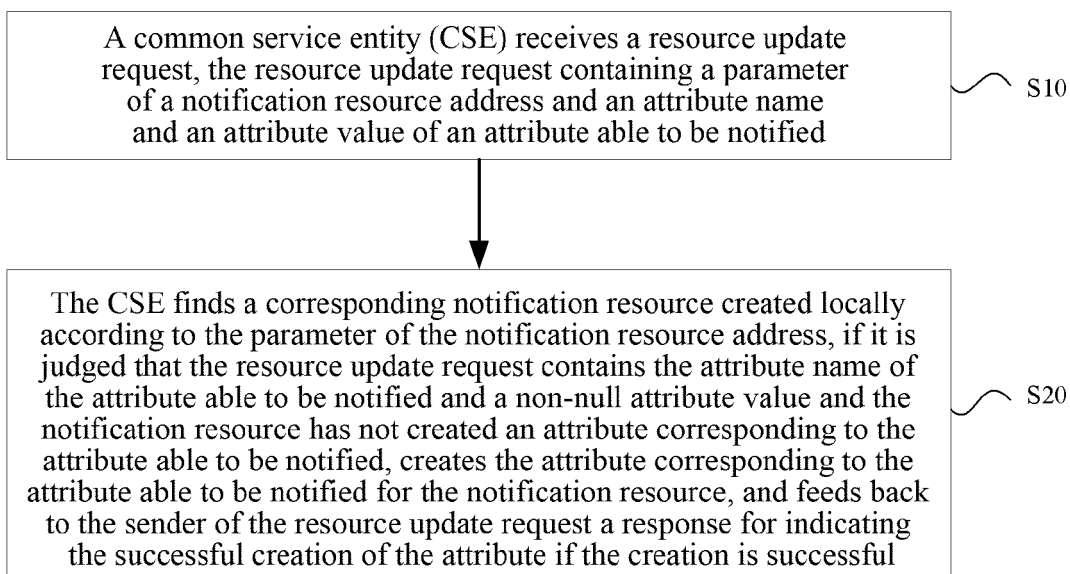 A common service entity (CSE) receives a resource update
request, the resource update request containing a parameter
of a notification resource address and an attribute name
and an attribute value of an attribute able to be notified
S10
The CSE finds a corresponding notification resource created locally
according to the parameter of the notification resource address, if it is
judged that the resource update request contains the attribute name of
the attribute able to be notified and a non-null attribute value and the
notification resource has not created an attribute corresponding to the
attribute able to be notified, creates the attribute corresponding to the
attribute able to be notified for the notification resource, and feeds back
to the sender of the resource update request a response for indicating
the successful creation of the attribute if the creation is successful
S20